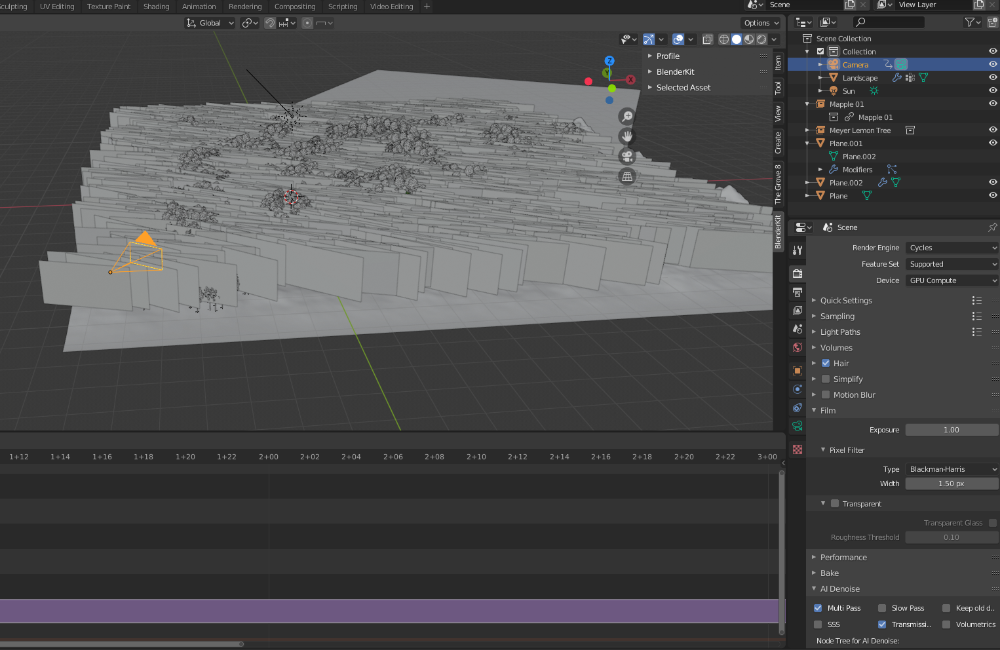 Sculpting UV Editing Texture Paint Shading Animation Rendering Compositing Scripting Video Editing +
Scene
View Layer
Global
Options
Profile
BlenderKit
Selected Asset
Z
Y
X
Item
Tool
View
Create
The Grove 8
BlenderKit
Scene Collection
Collection
Camera
Landscape
Sun
Mapple 01
Mapple 01
Meyer Lemon Tree
Plane.001
Plane.002
Modifiers
Plane.002
Plane
Scene
Render Engine Cycles
Feature Set Supported
Device GPU Compute
Quick Settings
Sampling
Light Paths
Volumes
Hair
Simplify
Motion Blur
Film
Exposure 1.00
Pixel Filter
Type Blackman-Harris
Width 1.50 px
Transparent
Transparent Glass
Roughness Threshold 0.10
Performance
Bake
AI Denoise
Multi Pass Slow Pass Keep old d..
SSS Transmissi.. Volumetrics
Node Tree for AI Denoise:
1+12 1+14 1+16 1+18 1+20 1+22 2+00 2+02 2+04 2+06 2+08 2+10 2+12 2+14 2+16 2+18 2+20 2+22 3+00